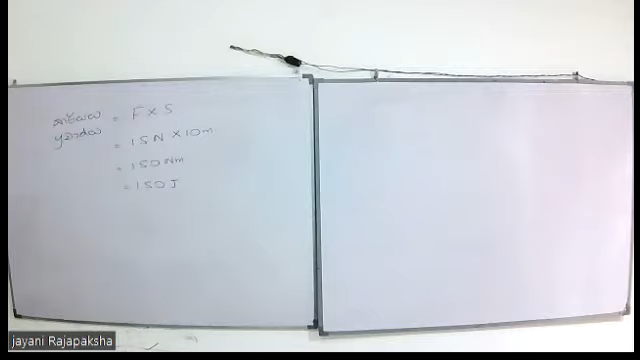 = F × S
= 15 N × 10 m
= 150 Nm
= 150 J
jayani Rajapaksha